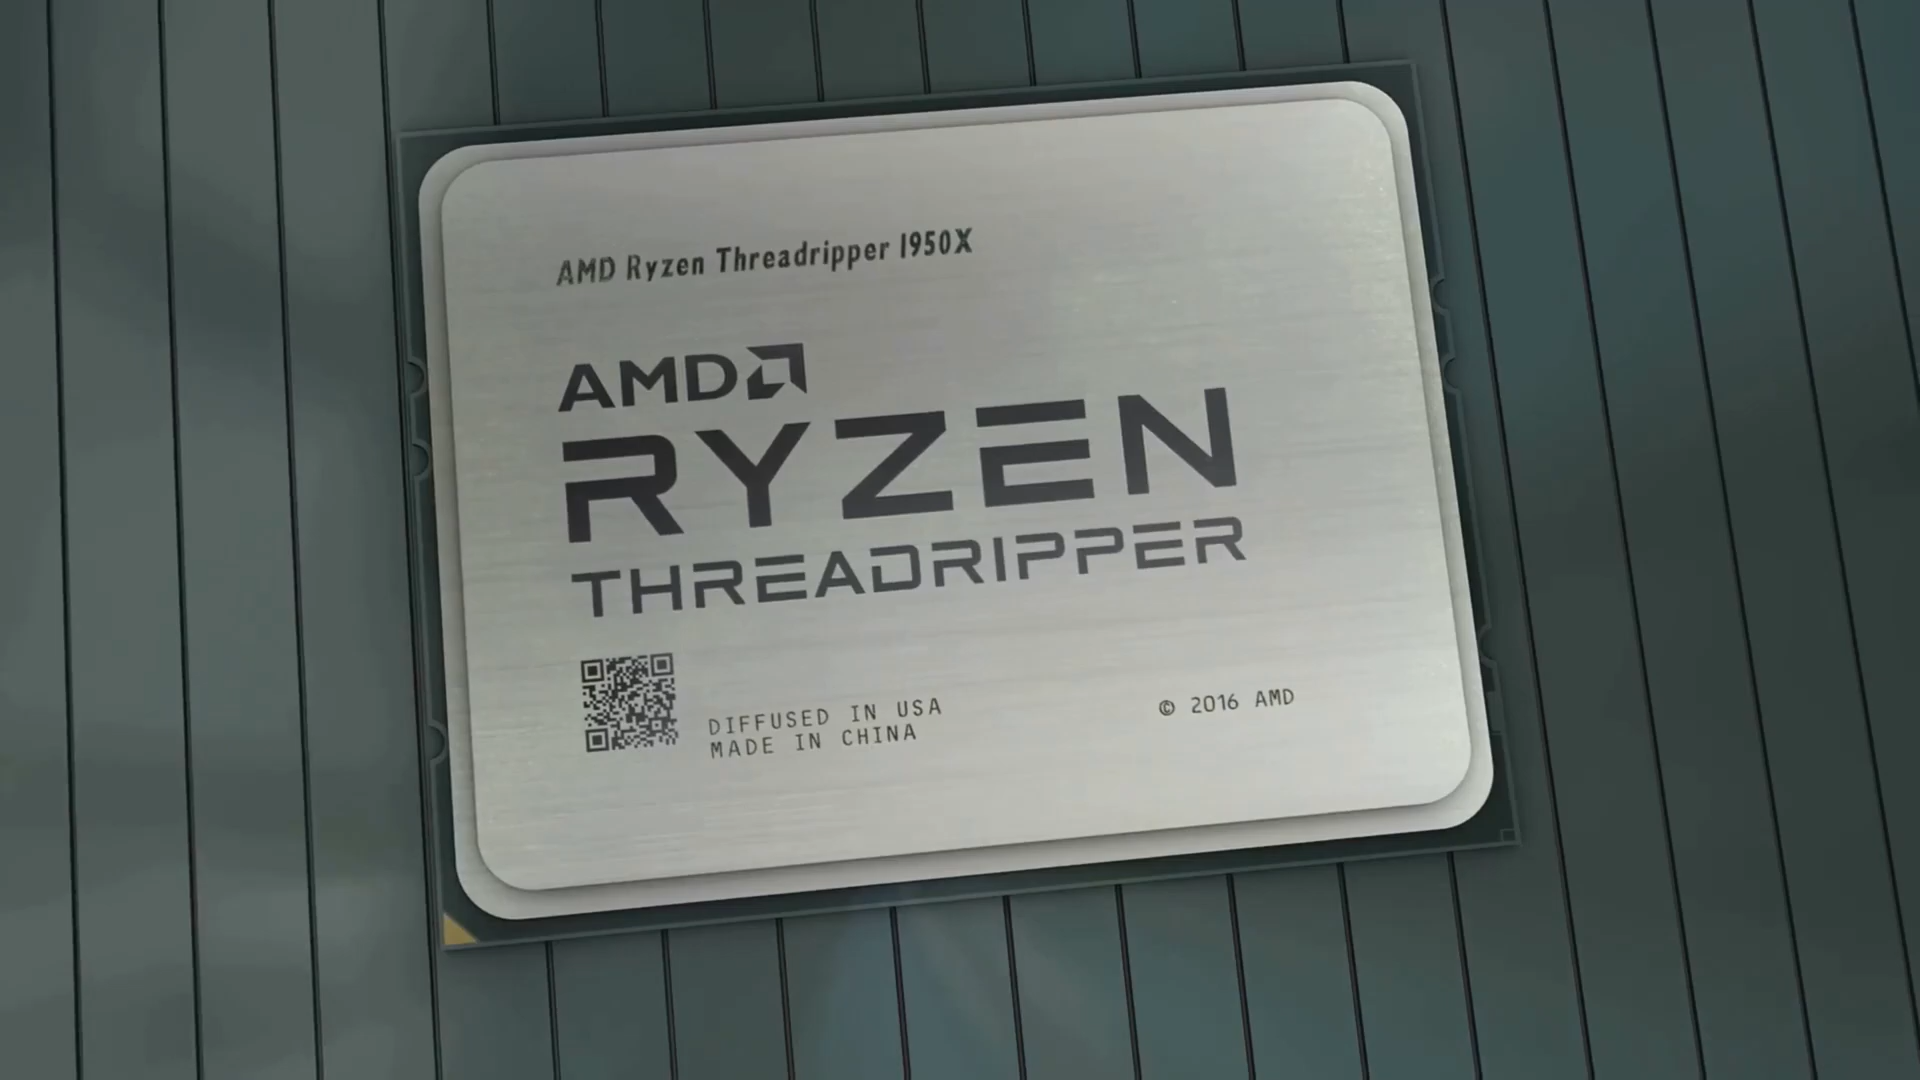 AMD Ryzen Threadripper 1950X
AMD
RYZEN
THREADRIPPER
DIFFUSED IN USA
MADE IN CHINA
© 2016 AMD